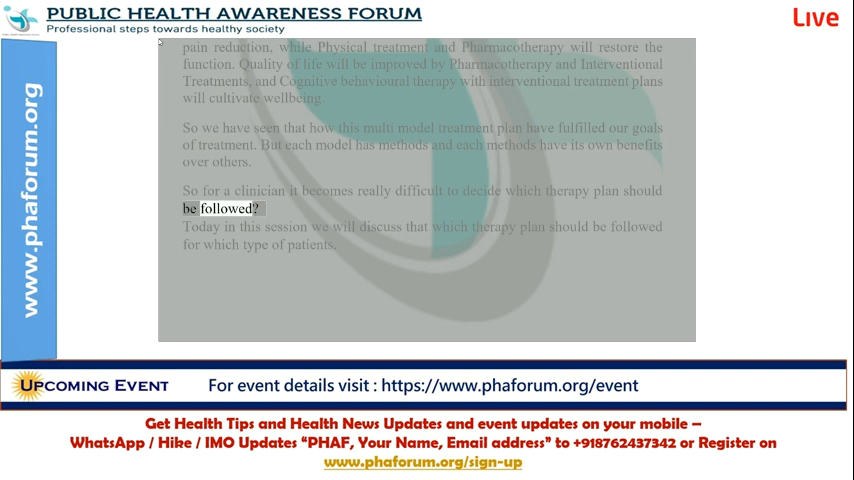 PUBLIC HEALTH AWARENESS FORUM
Professional steps towards healthy society
Live
www.phaforum.org
pain reduction, while Physical treatment and Pharmacotherapy will restore the
function. Quality of life will be improved by Pharmacotherapy and Interventional
Treatments, and Cognitive behavioural therapy with interventional treatment plans
will cultivate wellbeing.
So we have seen that how this multi model treatment plan have fulfilled our goals
of treatment. But each model has methods and each methods have its own benefits
over others.
So for a clinician it becomes really difficult to decide which therapy plan should
be followed?
Today in this session we will discuss that which therapy plan should be followed
for which type of patients.
UPCOMING EVENT
For event details visit : https://www.phaforum.org/event
Get Health Tips and Health News Updates and event updates on your mobile –
WhatsApp / Hike / IMO Updates “PHAF, Your Name, Email address” to +918762437342 or Register on
www.phaforum.org/sign-up